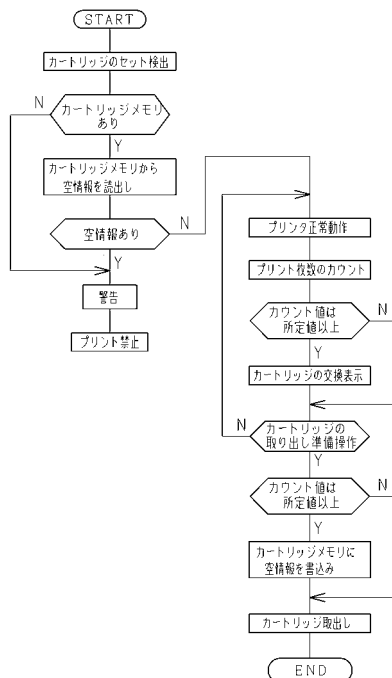 START
カートリッジのセット検出
N
カートリッジメモリ
あり
Y
カートリッジメモリから
空情報を読出し
空情報あり
N
Y
警告
プリント禁止
プリンタ正常動作
プリント枚数のカウント
カウント値は
所定値以上
N
Y
カートリッジの交換表示
N
カートリッジの
取り出し準備操作
Y
カウント値は
所定値以上
N
Y
カートリッジメモリに
空情報を書込み
カートリッジ取出し
END